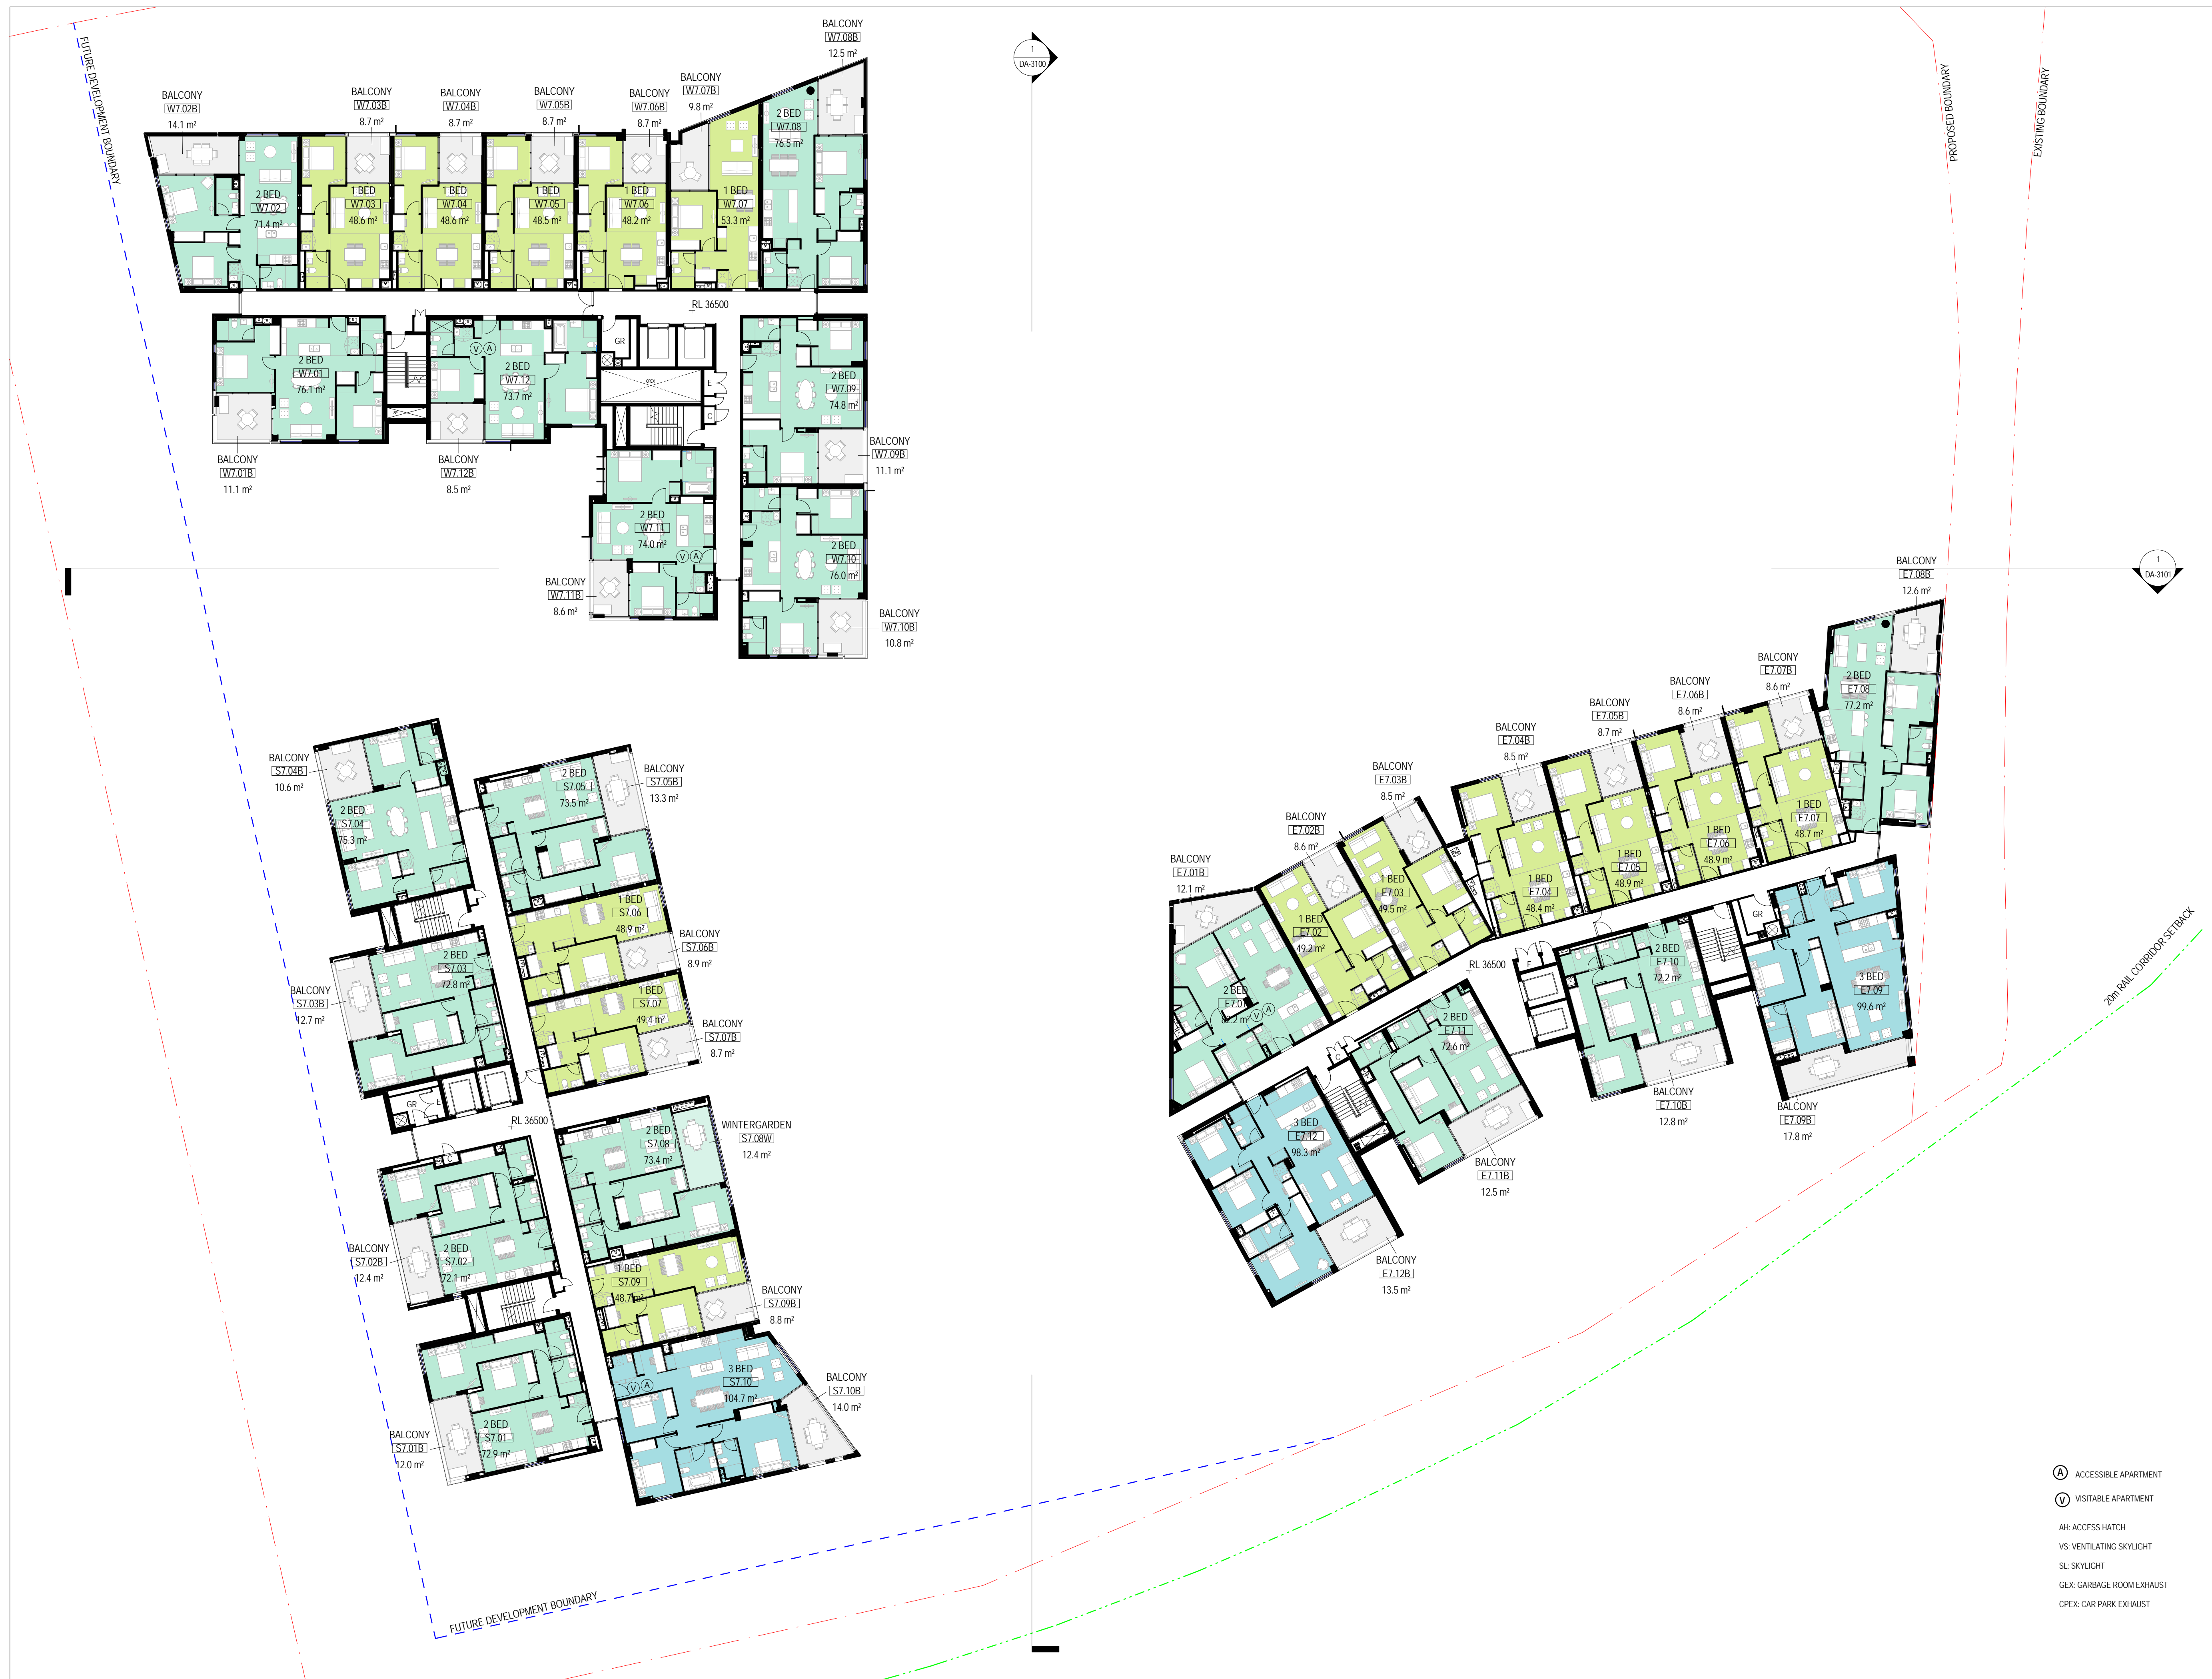 FUTURE DEVELOPMENT BOUNDARY
BALCONY
W7.02B
14.1 m²
BALCONY
W7.03B
8.7 m²
BALCONY
W7.04B
8.7 m²
BALCONY
W7.05B
8.7 m²
BALCONY
W7.06B
8.7 m²
BALCONY
W7.07B
9.8 m²
BALCONY
W7.08B
12.5 m²
1
DA-3100
PROPOSED BOUNDARY
EXISTING BOUNDARY
2 BED
W7.02
71.4 m²
1 BED
W7.03
48.6 m²
1 BED
W7.04
48.6 m²
1 BED
W7.05
48.5 m²
1 BED
W7.06
48.2 m²
1 BED
W7.07
53.3 m²
2 BED
W7.08
76.5 m²
RL 36500
2 BED
W7.01
76.1 m²
V A
2 BED
W7.12
73.7 m²
GR
CPEX
E
C
2 BED
W7.09
74.8 m²
BALCONY
W7.01B
11.1 m²
BALCONY
W7.12B
8.5 m²
BALCONY
W7.09B
11.1 m²
2 BED
W7.11
74.0 m²
V A
2 BED
W7.10
76.0 m²
BALCONY
W7.11B
8.6 m²
BALCONY
W7.10B
10.8 m²
1
DA-3101
BALCONY
S7.04B
10.6 m²
2 BED
S7.04
75.3 m²
2 BED
S7.05
73.5 m²
BALCONY
S7.05B
13.3 m²
1 BED
S7.06
48.9 m²
BALCONY
S7.06B
8.9 m²
2 BED
S7.03
72.8 m²
BALCONY
S7.03B
12.7 m²
1 BED
S7.07
49.4 m²
BALCONY
S7.07B
8.7 m²
GR
E
RL 36500
C
2 BED
S7.08
73.4 m²
WINTERGARDEN
S7.08W
12.4 m²
BALCONY
S7.02B
12.4 m²
2 BED
S7.02
72.1 m²
1 BED
S7.09
48.7 m²
BALCONY
S7.09B
8.8 m²
3 BED
S7.10
104.7 m²
V A
BALCONY
S7.10B
14.0 m²
2 BED
S7.01
72.9 m²
BALCONY
S7.01B
12.0 m²
BALCONY
E7.01B
12.1 m²
BALCONY
E7.02B
8.6 m²
BALCONY
E7.03B
8.5 m²
BALCONY
E7.04B
8.5 m²
BALCONY
E7.05B
8.7 m²
BALCONY
E7.06B
8.6 m²
BALCONY
E7.07B
8.6 m²
BALCONY
E7.08B
12.6 m²
2 BED
E7.01
82.2 m²
V A
1 BED
E7.02
49.2 m²
1 BED
E7.03
49.5 m²
1 BED
E7.04
48.4 m²
1 BED
E7.05
48.9 m²
1 BED
E7.06
48.9 m²
1 BED
E7.07
48.7 m²
2 BED
E7.08
77.2 m²
RL 36500
E
C
GR
2 BED
E7.10
72.2 m²
3 BED
E7.09
99.6 m²
2 BED
E7.11
72.6 m²
3 BED
E7.12
98.3 m²
BALCONY
E7.10B
12.8 m²
BALCONY
E7.09B
17.8 m²
BALCONY
E7.11B
12.5 m²
BALCONY
E7.12B
13.5 m²
20m RAIL CORRIDOR SETBACK
FUTURE DEVELOPMENT BOUNDARY
A ACCESSIBLE APARTMENT
V VISITABLE APARTMENT
AH: ACCESS HATCH
VS: VENTILATING SKYLIGHT
SL: SKYLIGHT
GEX: GARBAGE ROOM EXHAUST
CPEX: CAR PARK EXHAUST